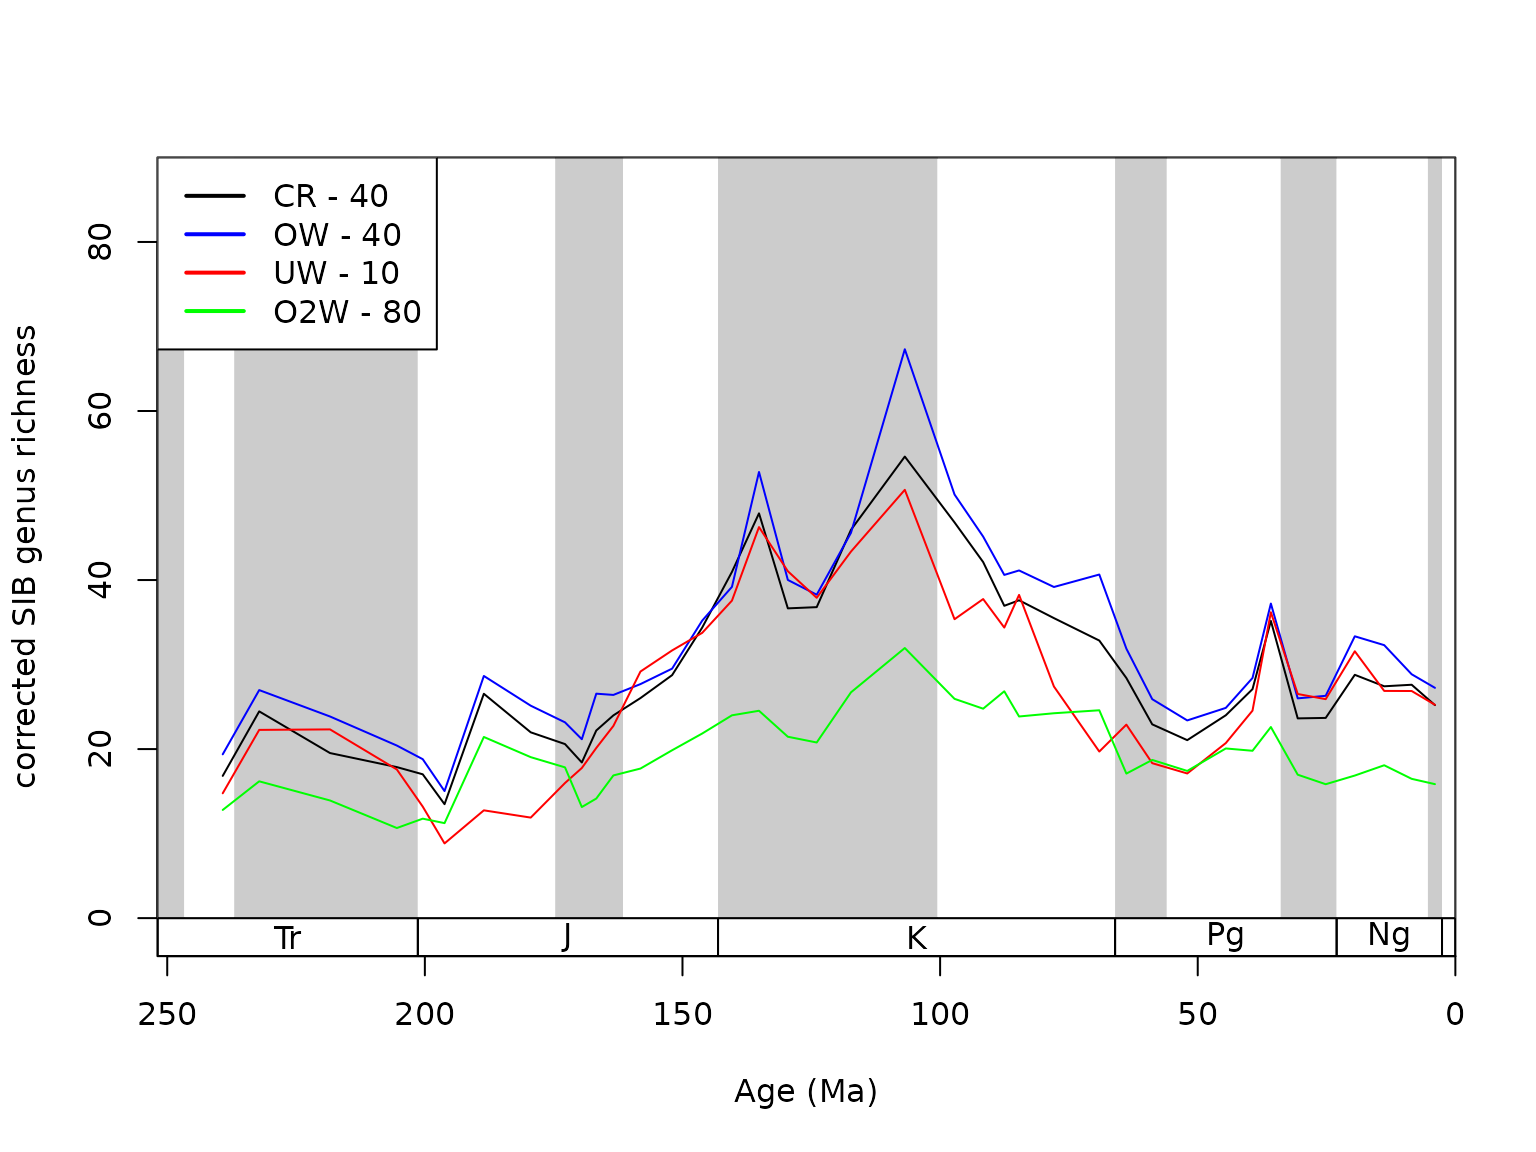 CR - 40
OW - 40
UW - 10
O2W - 80
corrected SIB genus richness
80
60
40
20
0
Tr J K Pg Ng
250 200 150 100 50 0
Age (Ma)